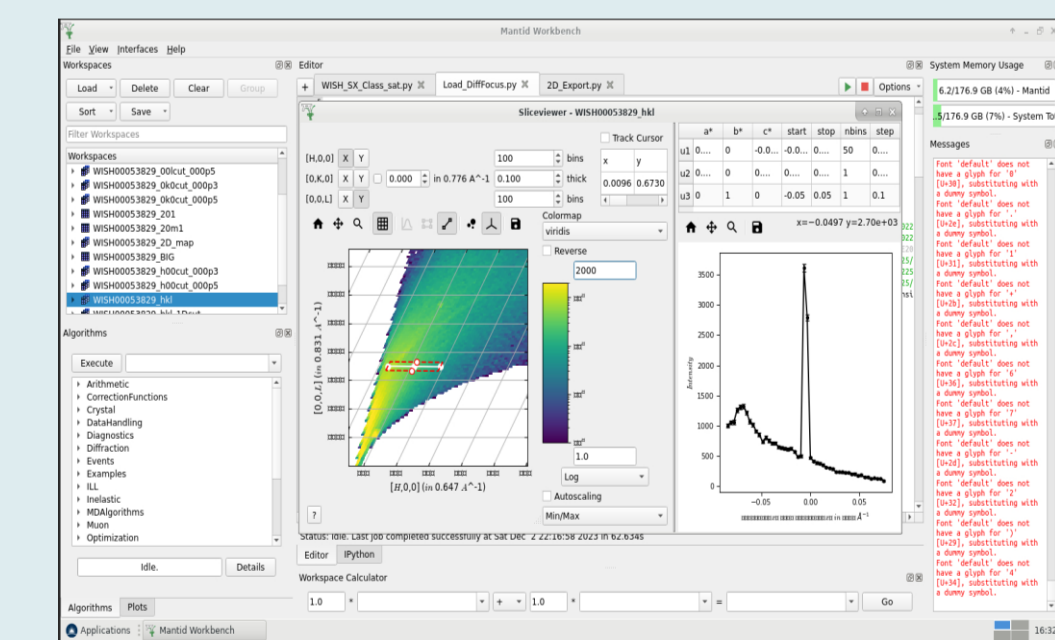 Mantid Workbench
File View Interfaces Help
Workspaces
Load Delete Clear Group
Sort Save
Filter Workspaces
Workspaces
WISH00053829_00lcut_000p5
WISH00053829_0k0cut_000p3
WISH00053829_0k0cut_000p5
WISH00053829_201
WISH00053829_20m1
WISH00053829_2D_map
WISH00053829_BIG
WISH00053829_h00cut_000p3
WISH00053829_h00cut_000p5
WISH00053829_hkl
Algorithms
Execute
Arithmetic
CorrectionFunctions
Crystal
DataHandling
Diagnostics
Diffraction
Events
Examples
ILL
Inelastic
MDAlgorithms
Muon
Optimization
Idle. Details
Algorithms Plots
Editor
+ WISH_SX_Class_sat.py Load_DiffFocus.py 2D_Export.py
Options
Sliceviewer - WISH00053829_hkl
Track Cursor
[H,0,0] X Y 100 bins x y
[0,K,0] X Y 0.000 in 0.776 A^-1 0.100 thick 0.0096 0.6730
[0,0,L] X Y 100 bins
Colormap
viridis
Reverse
2000
1.0
Log
Autoscaling
Min/Max
[0,0,L] (in 0.831 A^-1)
[H,0,0] (in 0.647 A^-1)
?
a* b* c* start stop nbins step
u1 0.... 0 -0.0... -0.0... 0.... 50 0....
u2 0.... 0 0.... 0.... 0.... 1 0....
u3 0 1 0 -0.05 0.05 1 0.1
x=-0.0497 y=2.70e+03
3500
3000
2500
2000
1500
1000
500
0
Intensity
−0.05 0.00 0.05
in
A^-1
Status: Idle. Last job completed successfully at Sat Dec 2 22:16:58 2023 in 62.634s
Editor IPython
Workspace Calculator
1.0 * + 1.0 * = Go
System Memory Usage
6.2/176.9 GB (4%) - Mantid
.5/176.9 GB (7%) - System To
Messages
Font 'default' does not
have a glyph for '0'
[U+30], substituting with
a dummy symbol.
Font 'default' does not
have a glyph for '.'
[U+2e], substituting with
a dummy symbol.
Font 'default' does not
have a glyph for '1'
[U+31], substituting with
a dummy symbol.
Font 'default' does not
have a glyph for '+'
[U+2b], substituting with
a dummy symbol.
Font 'default' does not
have a glyph for ','
[U+2c], substituting with
a dummy symbol.
Font 'default' does not
have a glyph for '6'
[U+36], substituting with
a dummy symbol.
Font 'default' does not
have a glyph for '7'
[U+37], substituting with
a dummy symbol.
Font 'default' does not
have a glyph for '-'
[U+2d], substituting with
a dummy symbol.
Font 'default' does not
have a glyph for '2'
[U+32], substituting with
a dummy symbol.
Font 'default' does not
have a glyph for ')'
[U+29], substituting with
a dummy symbol.
Font 'default' does not
have a glyph for '4'
[U+34], substituting with
a dummy symbol.
Applications Mantid Workbench 16:32